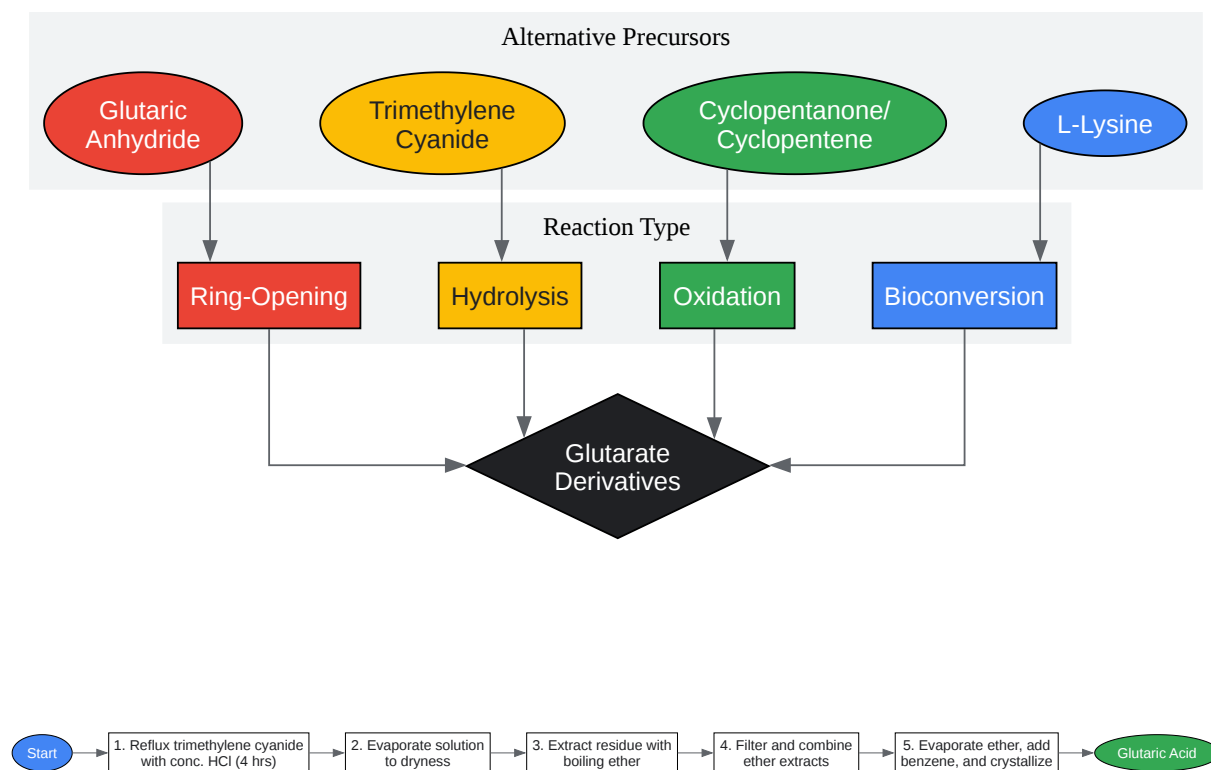 Alternative Precursors
Glutaric
Anhydride
Trimethylene
Cyanide
Cyclopentanone/
Cyclopentene
L-Lysine
Reaction Type
Ring-Opening
Hydrolysis
Oxidation
Bioconversion
Glutarate
Derivatives
Start
1. Reflux trimethylene cyanide
with conc. HCl (4 hrs)
2. Evaporate solution
to dryness
3. Extract residue with
boiling ether
4. Filter and combine
ether extracts
5. Evaporate ether, add
benzene, and crystallize
Glutaric Acid